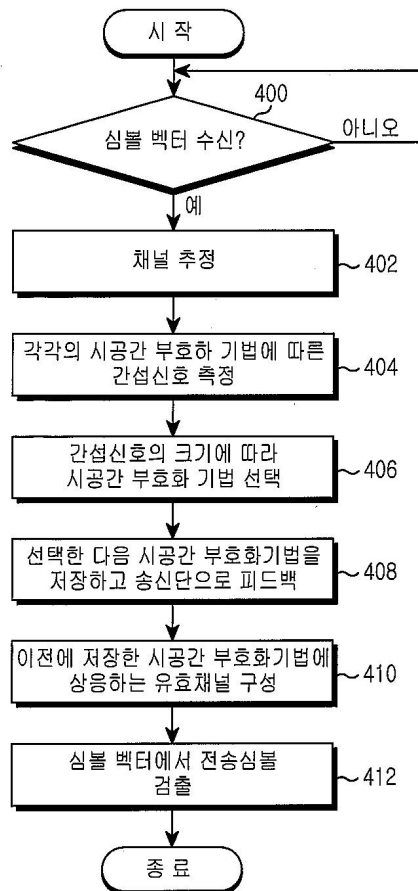 시 작
400
심볼 벡터 수신?
아니오
예
채널 추정
402
각각의 시공간 부호하 기법에 따른
간섭신호 측정
404
간섭신호의 크기에 따라
시공간 부호화 기법 선택
406
선택한 다음 시공간 부호화기법을
저장하고 송신단으로 피드백
408
이전에 저장한 시공간 부호화기법에
상응하는 유효채널 구성
410
심볼 벡터에서 전송심볼
검출
412
종 료